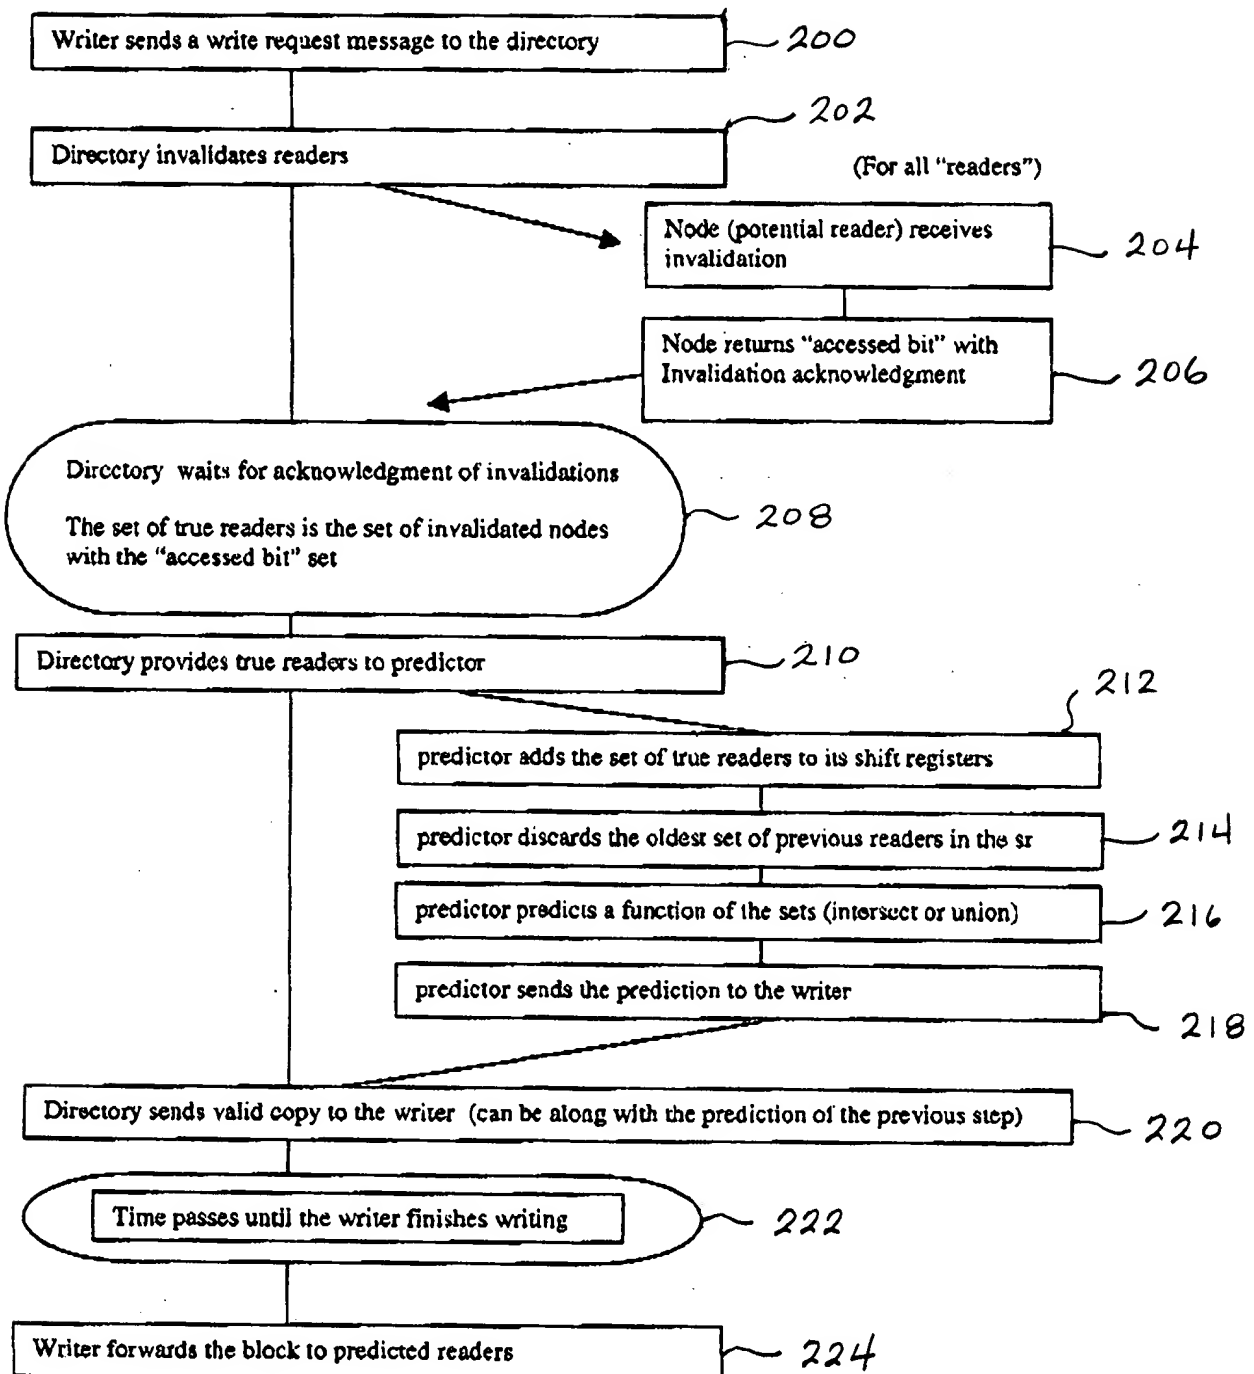 Writer sends a write request message to the directory
200
202
Directory invalidates readers
(For all "readers")
Node (potential reader) receives
invalidation
204
Node returns "accessed bit" with
Invalidation acknowledgment
206
Directory waits for acknowledgment of invalidations
The set of true readers is the set of invalidated nodes
with the "accessed bit" set
208
Directory provides true readers to predictor
210
212
predictor adds the set of true readers to its shift registers
predictor discards the oldest set of previous readers in the sr
214
predictor predicts a function of the sets (intersect or union)
216
predictor sends the prediction to the writer
218
Directory sends valid copy to the writer (can be along with the prediction of the previous step)
220
Time passes until the writer finishes writing
222
Writer forwards the block to predicted readers
224